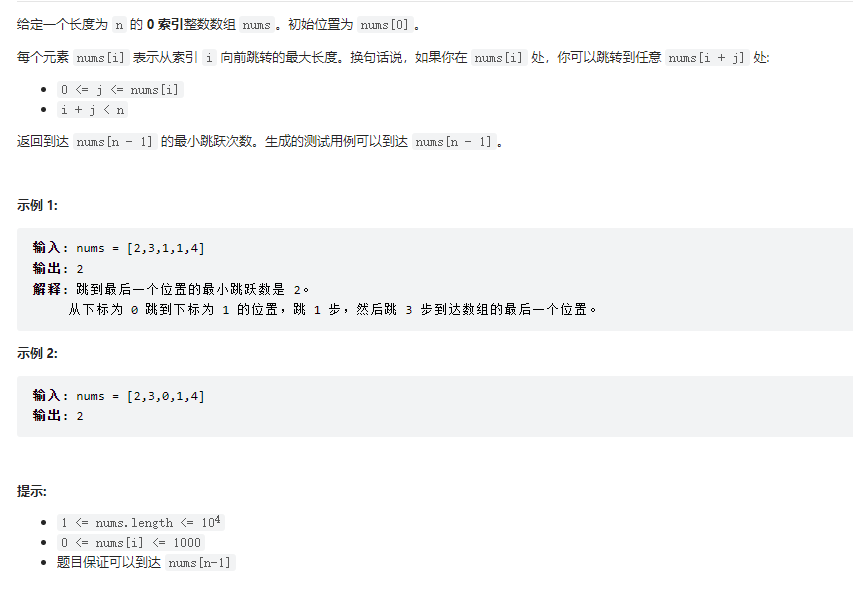 给定一个长度为 n 的 0 索引整数数组 nums 。初始位置为 nums[0] 。
每个元素 nums[i] 表示从索引 i 向前跳转的最大长度。换句话说，如果你在 nums[i] 处，你可以跳转到任意 nums[i + j] 处:
• 0 <= j <= nums[i]
• i + j < n
返回到达 nums[n - 1] 的最小跳跃次数。生成的测试用例可以到达 nums[n - 1] 。
示例 1:
输入: nums = [2,3,1,1,4]
输出: 2
解释: 跳到最后一个位置的最小跳跃数是 2。
从下标为 0 跳到下标为 1 的位置，跳 1 步，然后跳 3 步到达数组的最后一个位置。
示例 2:
输入: nums = [2,3,0,1,4]
输出: 2
提示:
• 1 <= nums.length <= 10⁴
• 0 <= nums[i] <= 1000
• 题目保证可以到达 nums[n-1]